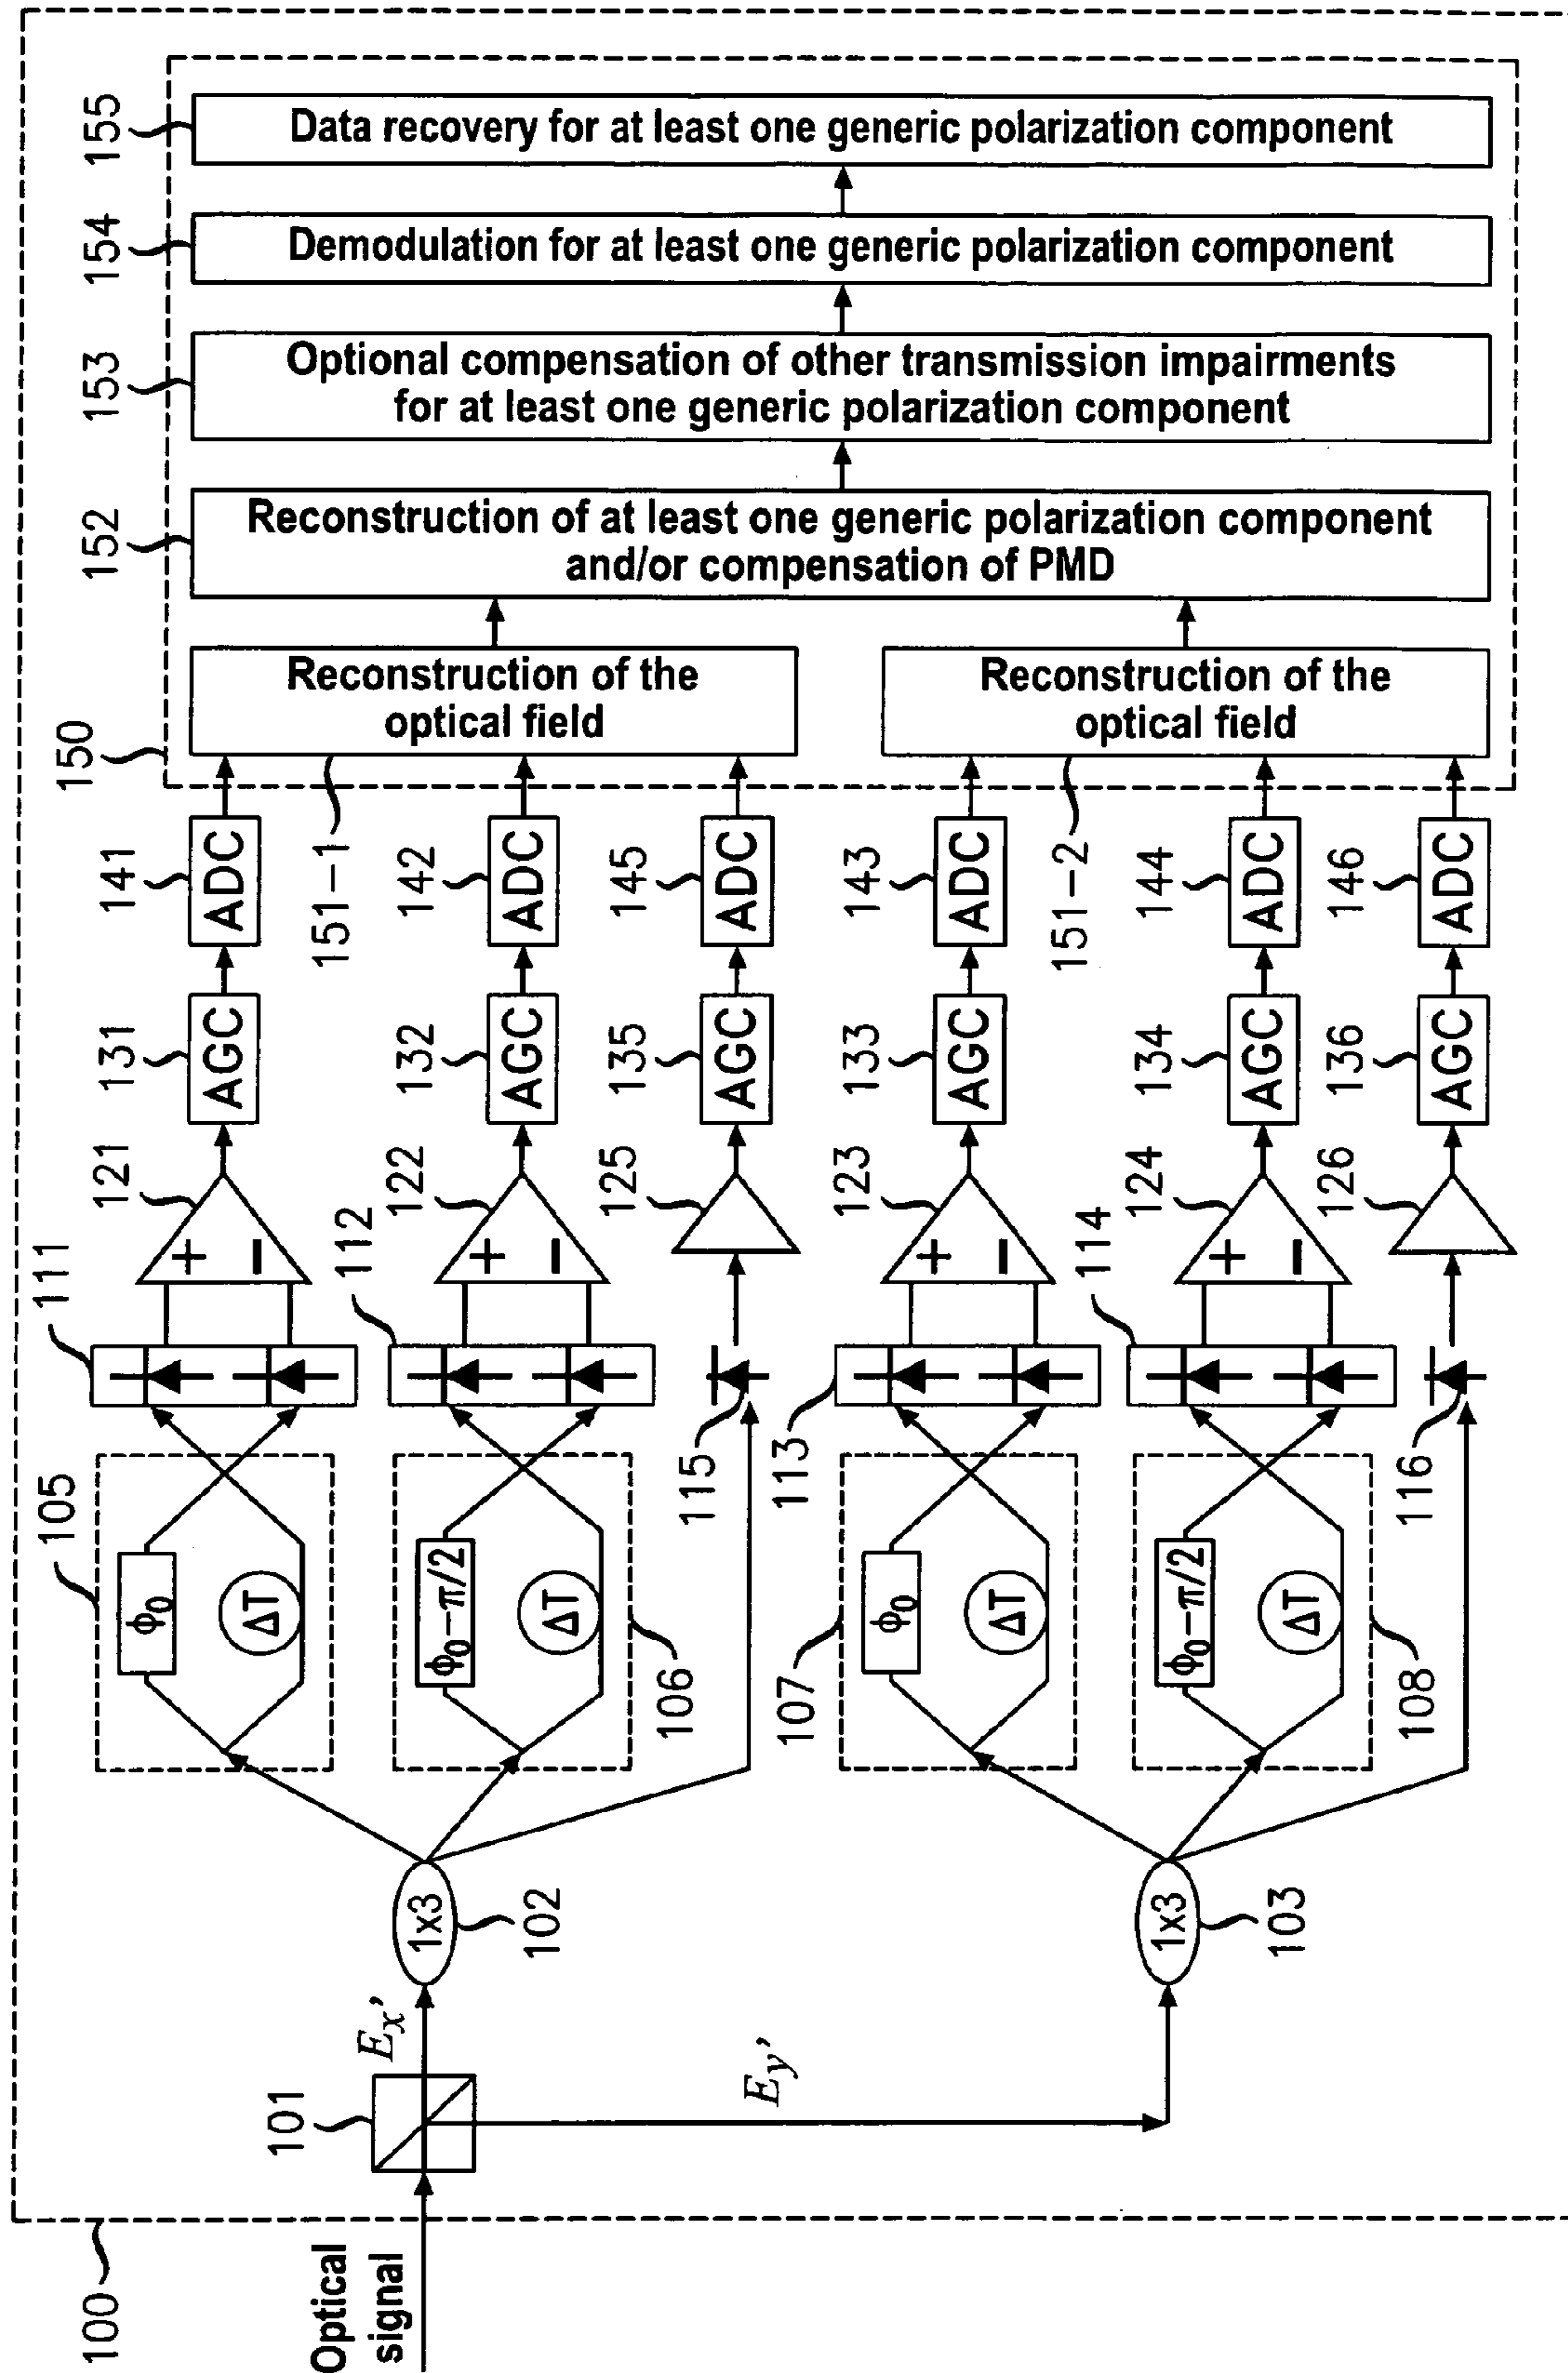 100
Optical
signal
101
Ex'
Ey'
1x3
102
1x3
103
105
ϕ0
ΔT
ϕ0−π/2
ΔT
106
107
ϕ0
ΔT
ϕ0−π/2
ΔT
108
111
112
115
113
114
116
+
−
121
+
−
122
125
+
−
123
+
−
124
126
131
AGC
132
AGC
135
AGC
133
AGC
134
AGC
136
AGC
141
ADC
142
ADC
145
ADC
143
ADC
144
ADC
146
ADC
150
151-1
151-2
Reconstruction of the
optical field
Reconstruction of the
optical field
152
Reconstruction of at least one generic polarization component
and/or compensation of PMD
153
Optional compensation of other transmission impairments
for at least one generic polarization component
154
Demodulation for at least one generic polarization component
155
Data recovery for at least one generic polarization component